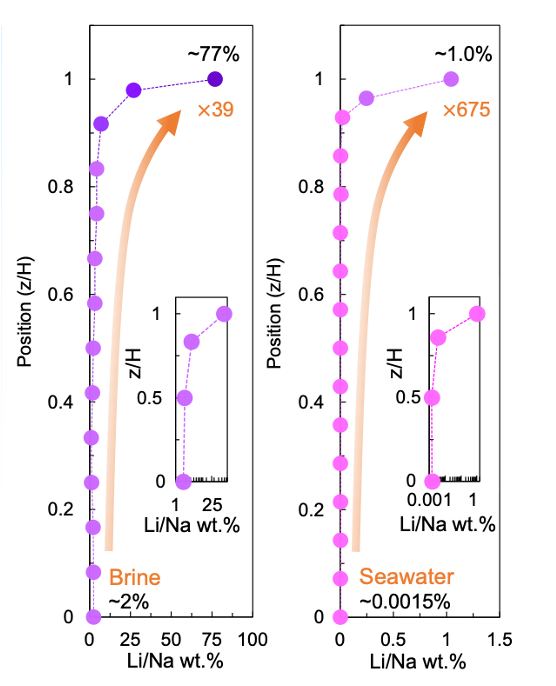 ~77%
×39
1
0.8
0.6
0.4
0.2
0
Position (z/H)
z/H
1
0.5
0
1 25
Li/Na wt.%
Brine
~2%
0 25 50 75 100
Li/Na wt.%
~1.0%
×675
1
0.8
0.6
0.4
0.2
0
Position (z/H)
z/H
1
0.5
0
0.001 1
Li/Na wt.%
Seawater
~0.0015%
0 0.5 1 1.5
Li/Na wt.%